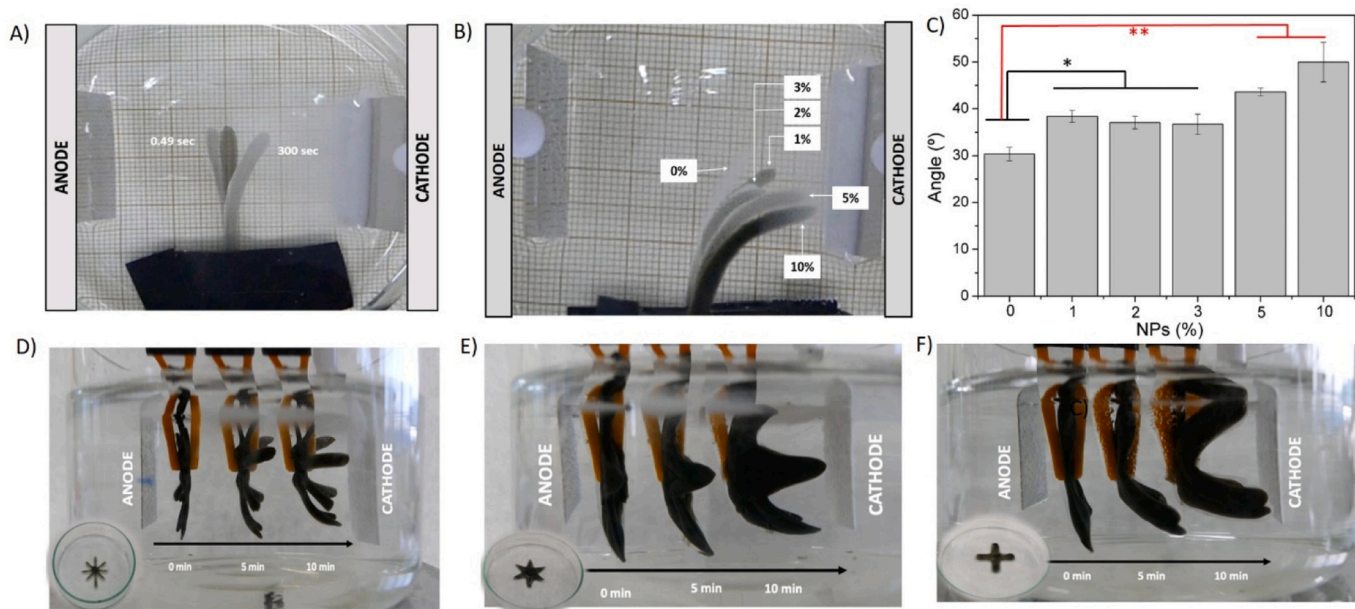 A)
ANODE
0.49 sec
300 sec
CATHODE
B)
ANODE
3%
2%
1%
0%
5%
10%
CATHODE
C)
60
50
40
30
20
10
0
Angle (º)
*
**
0
1
2
3
5
10
NPs (%)
D)
ANODE
CATHODE
0 min
5 min
10 min
E)
ANODE
CATHODE
0 min
5 min
10 min
F)
C)
ANODE
CATHODE
0 min
5 min
10 min